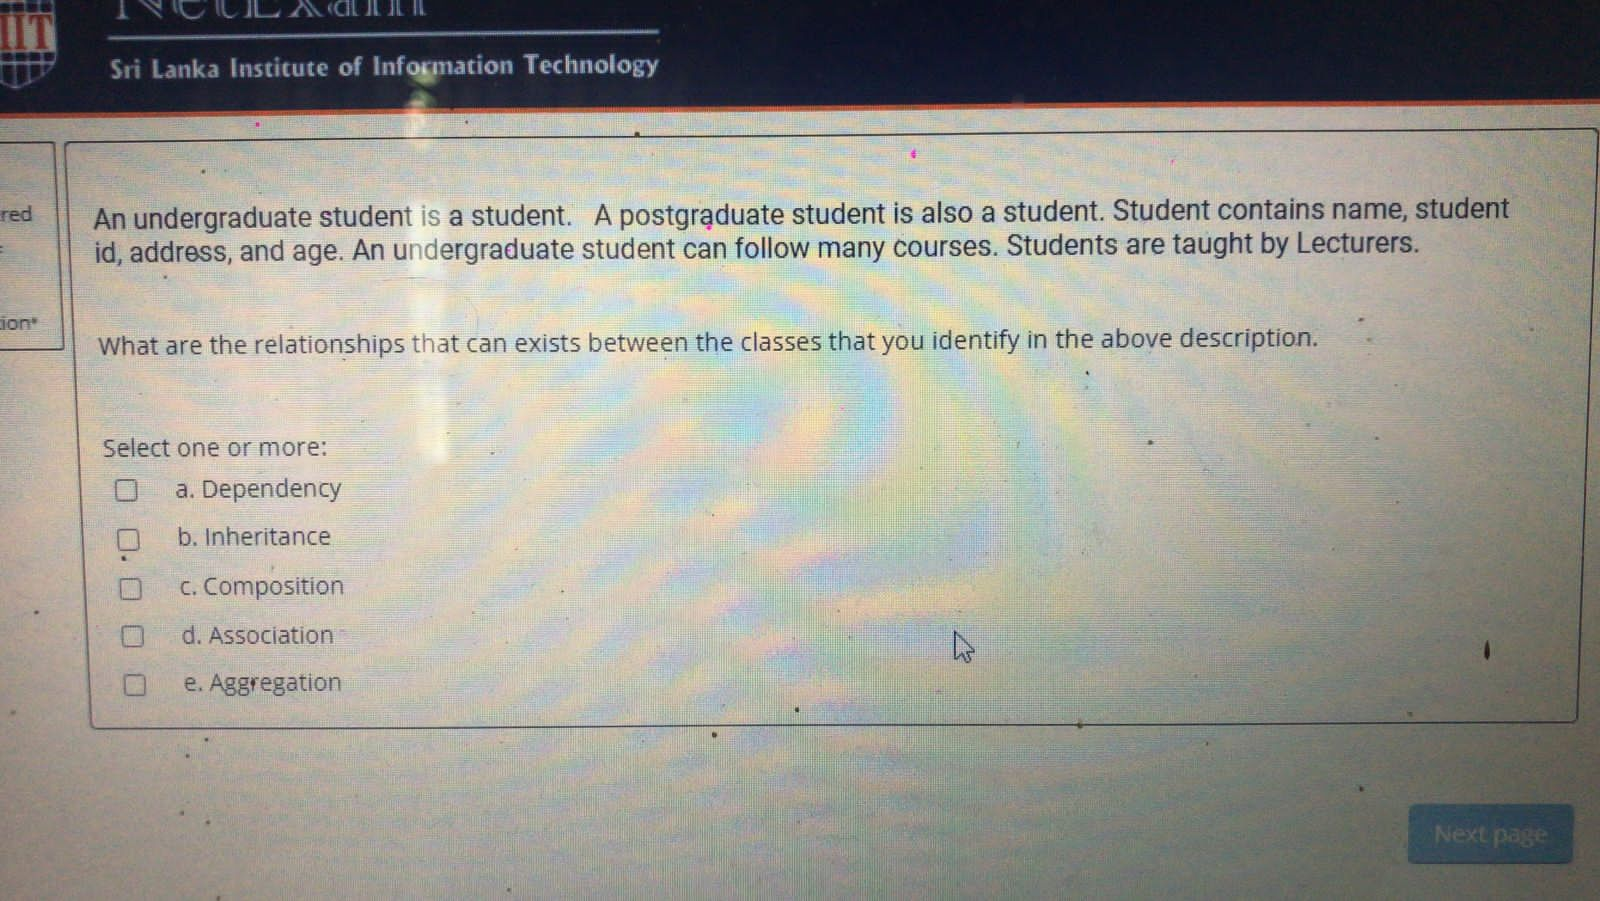 NetExam
IIT
Sri Lanka Institute of Information Technology
red
An undergraduate student is a student. A postgraduate student is also a student. Student contains name, student
id, address, and age. An undergraduate student can follow many courses. Students are taught by Lecturers.
ion"
What are the relationships that can exists between the classes that you identify in the above description.
Select one or more:
a. Dependency
b. Inheritance
c. Composition
d. Association
e. Aggregation
Next page